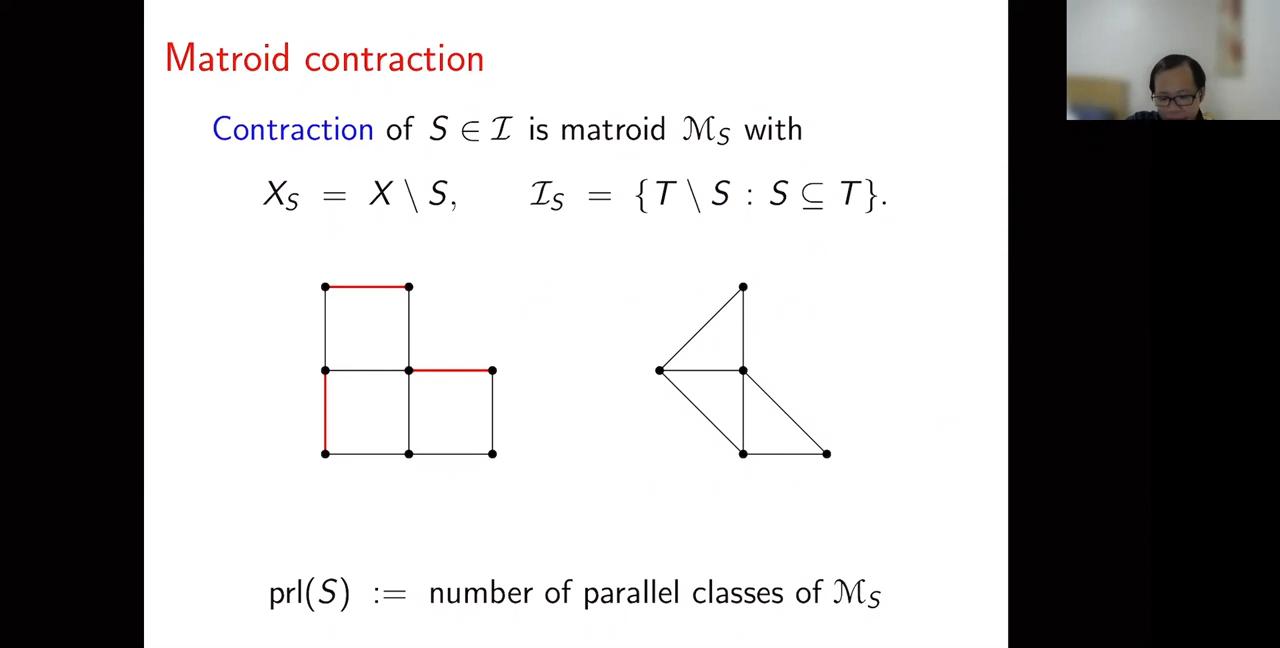 Matroid contraction
Contraction of S ∈ ℐ is matroid ℳ_S with
X_S = X \ S, ℐ_S = {T \ S : S ⊆ T}.
prl(S) := number of parallel classes of ℳ_S